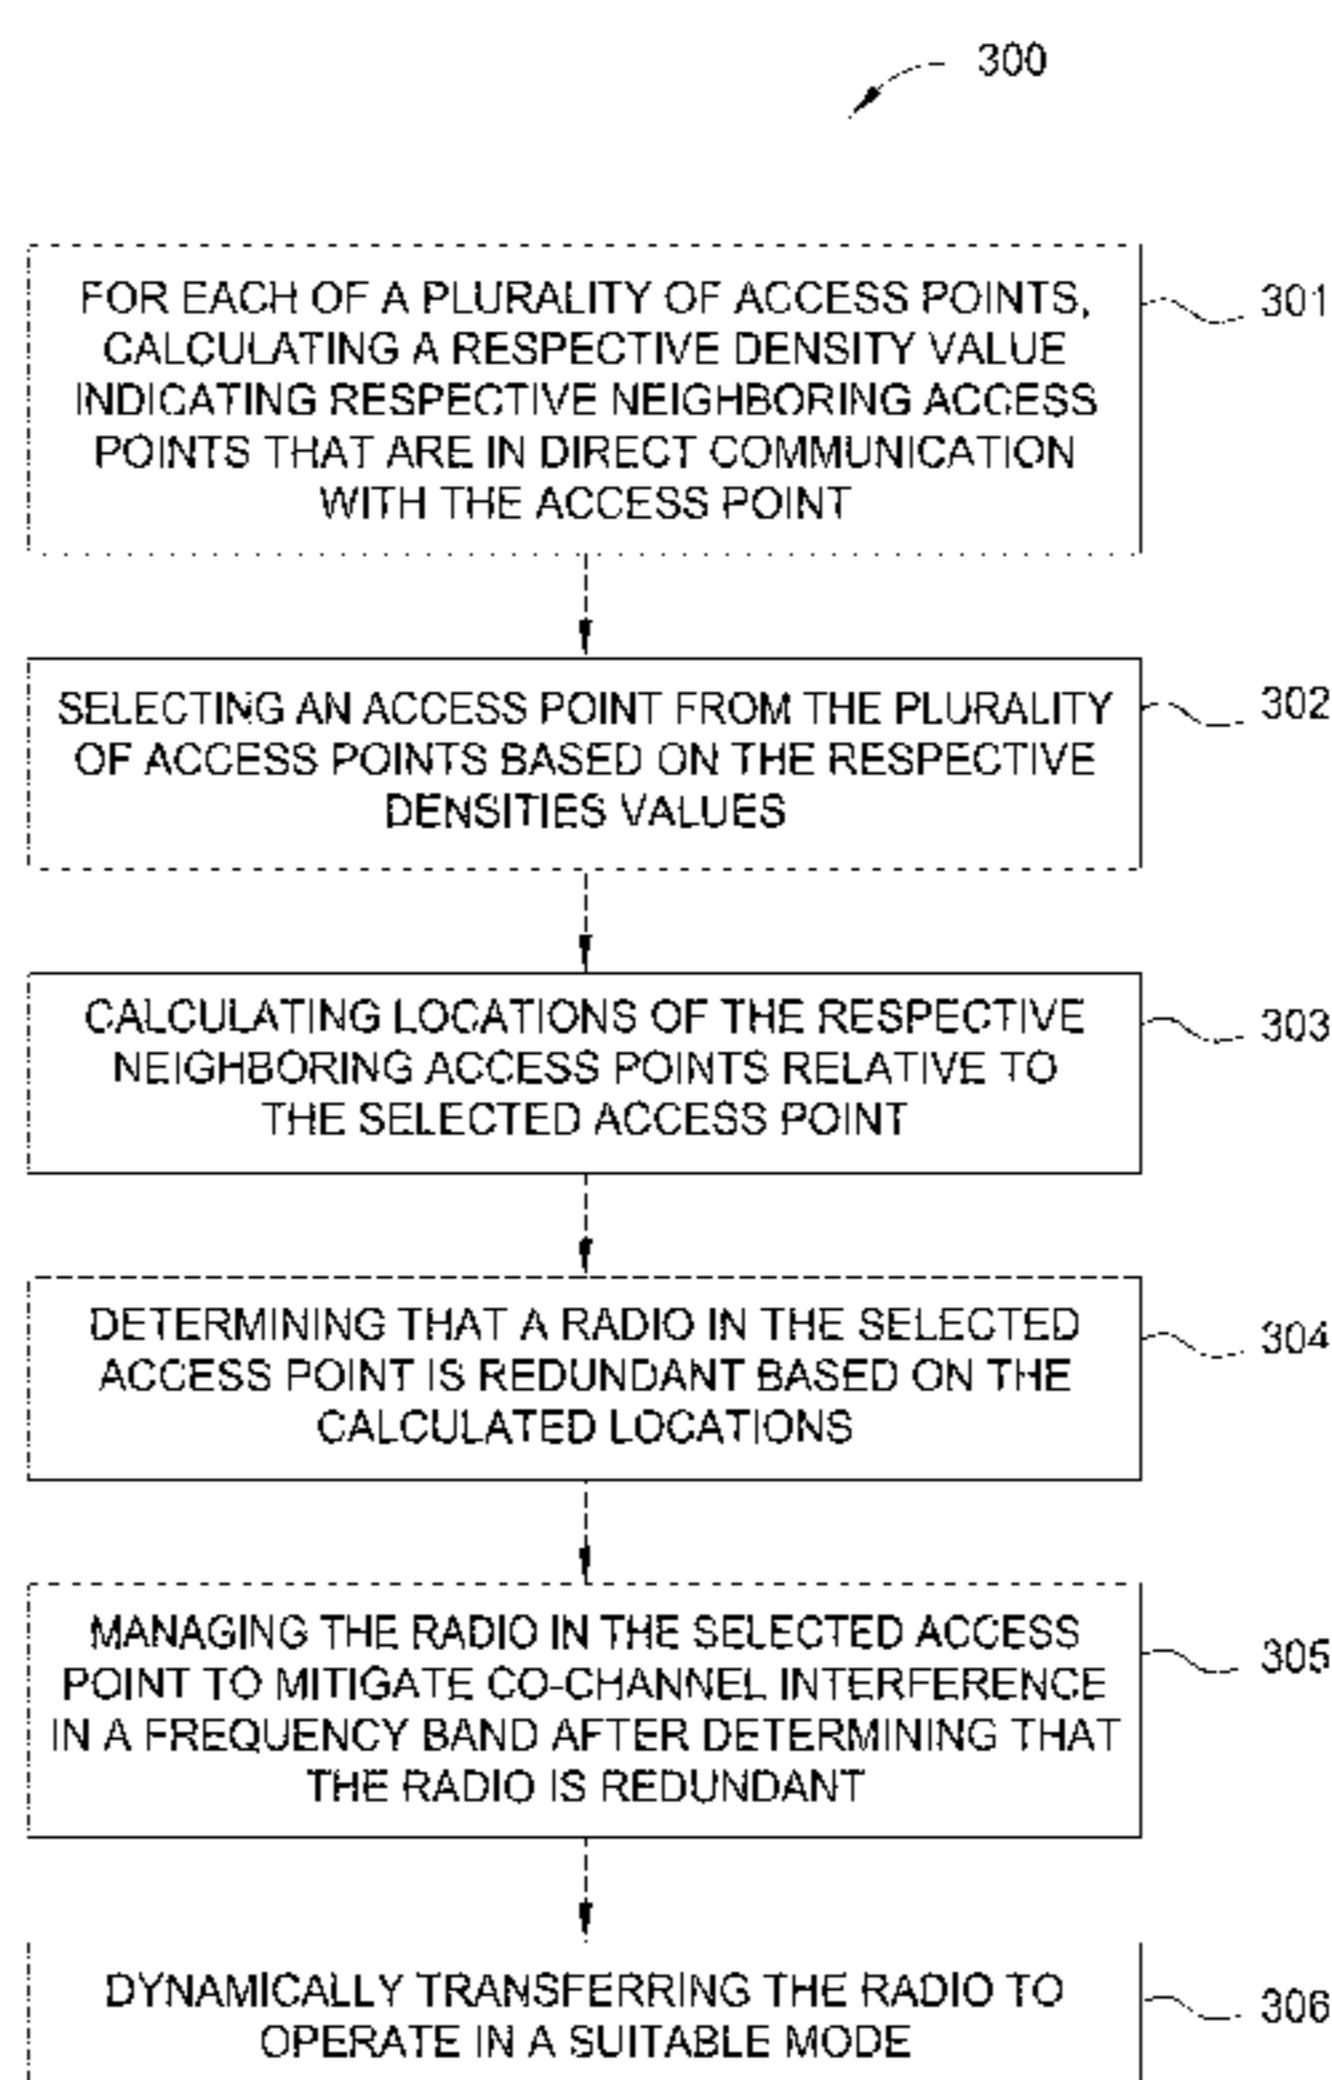 300
FOR EACH OF A PLURALITY OF ACCESS POINTS,
CALCULATING A RESPECTIVE DENSITY VALUE
INDICATING RESPECTIVE NEIGHBORING ACCESS
POINTS THAT ARE IN DIRECT COMMUNICATION
WITH THE ACCESS POINT
301
SELECTING AN ACCESS POINT FROM THE PLURALITY
OF ACCESS POINTS BASED ON THE RESPECTIVE
DENSITIES VALUES
302
CALCULATING LOCATIONS OF THE RESPECTIVE
NEIGHBORING ACCESS POINTS RELATIVE TO
THE SELECTED ACCESS POINT
303
DETERMINING THAT A RADIO IN THE SELECTED
ACCESS POINT IS REDUNDANT BASED ON THE
CALCULATED LOCATIONS
304
MANAGING THE RADIO IN THE SELECTED ACCESS
POINT TO MITIGATE CO-CHANNEL INTERFERENCE
IN A FREQUENCY BAND AFTER DETERMINING THAT
THE RADIO IS REDUNDANT
305
DYNAMICALLY TRANSFERRING THE RADIO TO
OPERATE IN A SUITABLE MODE
306